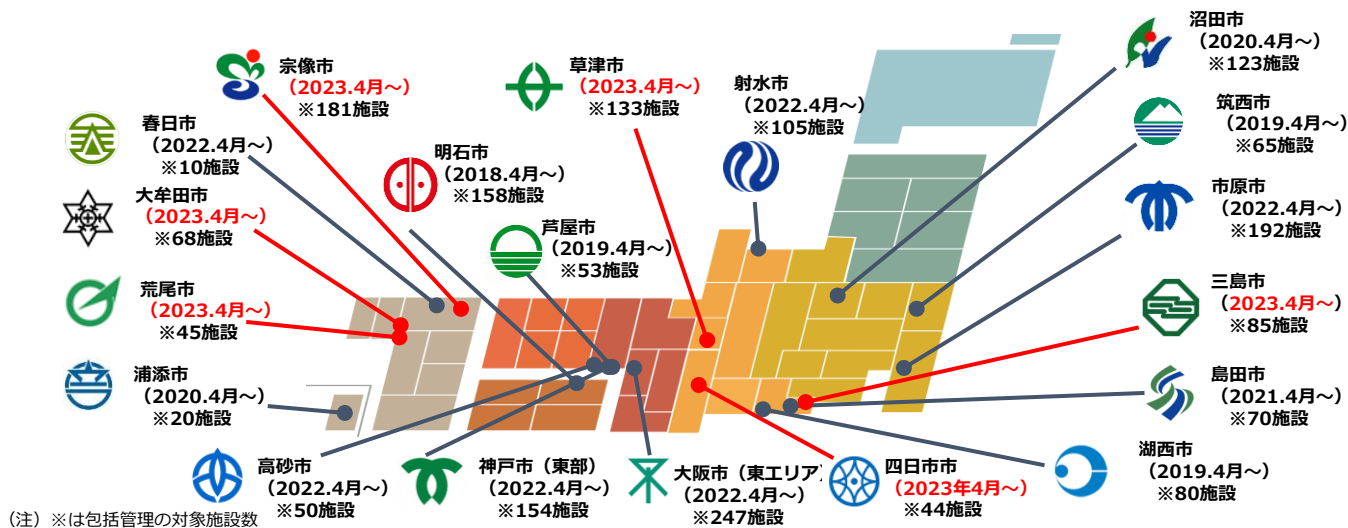 宗像市
（2023.4月～）
※181施設
草津市
（2023.4月～）
※133施設
射水市
（2022.4月～）
※105施設
沼田市
（2020.4月～）
※123施設
春日市
（2022.4月～）
※10施設
明石市
（2018.4月～）
※158施設
筑西市
（2019.4月～）
※65施設
大牟田市
（2023.4月～）
※68施設
芦屋市
（2019.4月～）
※53施設
市原市
（2022.4月～）
※192施設
荒尾市
（2023.4月～）
※45施設
三島市
（2023.4月～）
※85施設
浦添市
（2020.4月～）
※20施設
島田市
（2021.4月～）
※70施設
高砂市
（2022.4月～）
※50施設
神戸市（東部）
（2022.4月～）
※154施設
大阪市（東エリア）
（2022.4月～）
※247施設
四日市市
（2023年4月～）
※44施設
湖西市
（2019.4月～）
※80施設
（注）※は包括管理の対象施設数